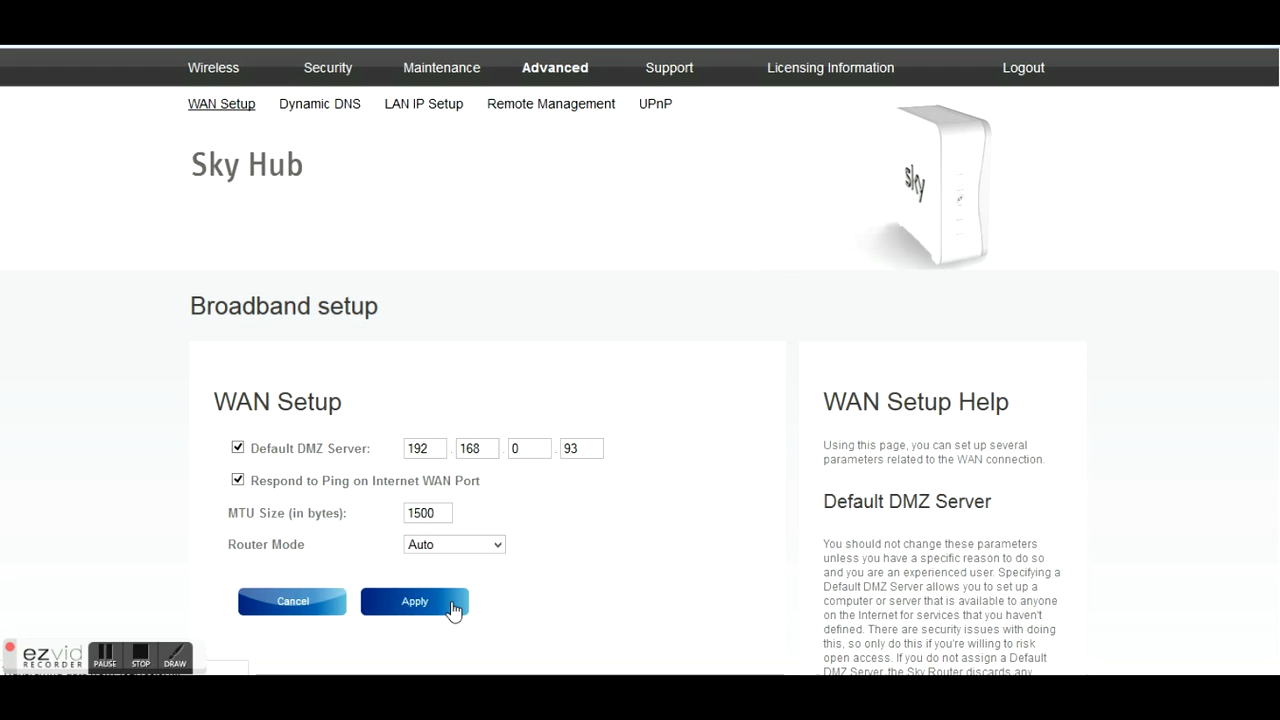 Wireless Security Maintenance Advanced Support Licensing Information Logout
WAN Setup Dynamic DNS LAN IP Setup Remote Management UPnP
Sky Hub
sky
Broadband setup
WAN Setup
Default DMZ Server: 192 . 168 . 0 . 93
Respond to Ping on Internet WAN Port
MTU Size (in bytes): 1500
Router Mode Auto
Cancel Apply
WAN Setup Help
Using this page, you can set up several
parameters related to the WAN connection.
Default DMZ Server
You should not change these parameters
unless you have a specific reason to do so
and you are an experienced user. Specifying a
Default DMZ Server allows you to set up a
computer or server that is available to anyone
on the Internet for services that you haven't
defined. There are security issues with doing
this, so only do this if you're willing to risk
open access. If you do not assign a Default
DMZ Server, the Sky Router discards any
ezvid
RECORDER
PAUSE STOP DRAW